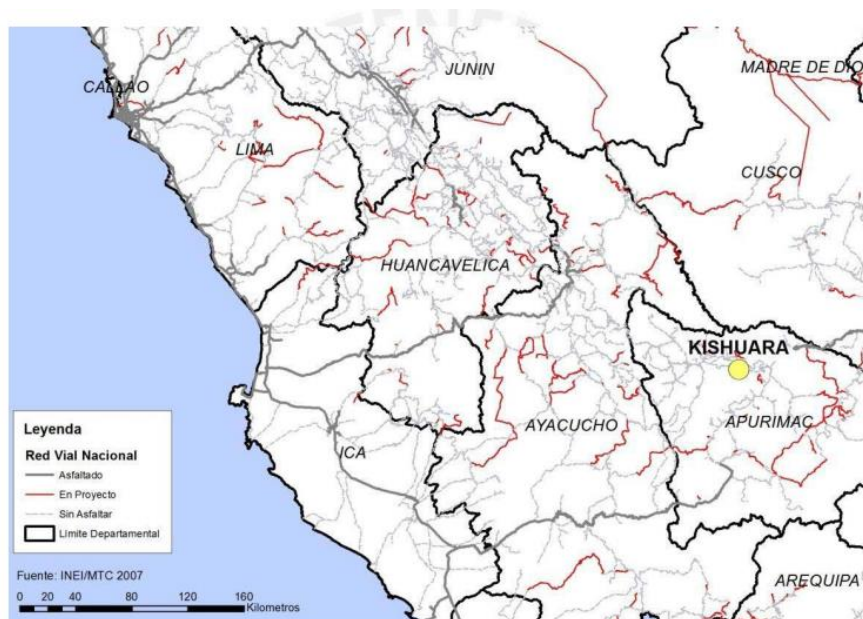 JUNIN
MADRE DE DIO
CALLAO
LIMA
CUSCO
HUANCAVELICA
KISHUARA
AYACUCHO
APURIMAC
ICA
AREQUIPA
Leyenda
Red Vial Nacional
Asfaltado
En Proyecto
Sin Asfaltar
Límite Departamental
Fuente: INEI/MTC 2007
0 20 40 80 120 160
Kilometros